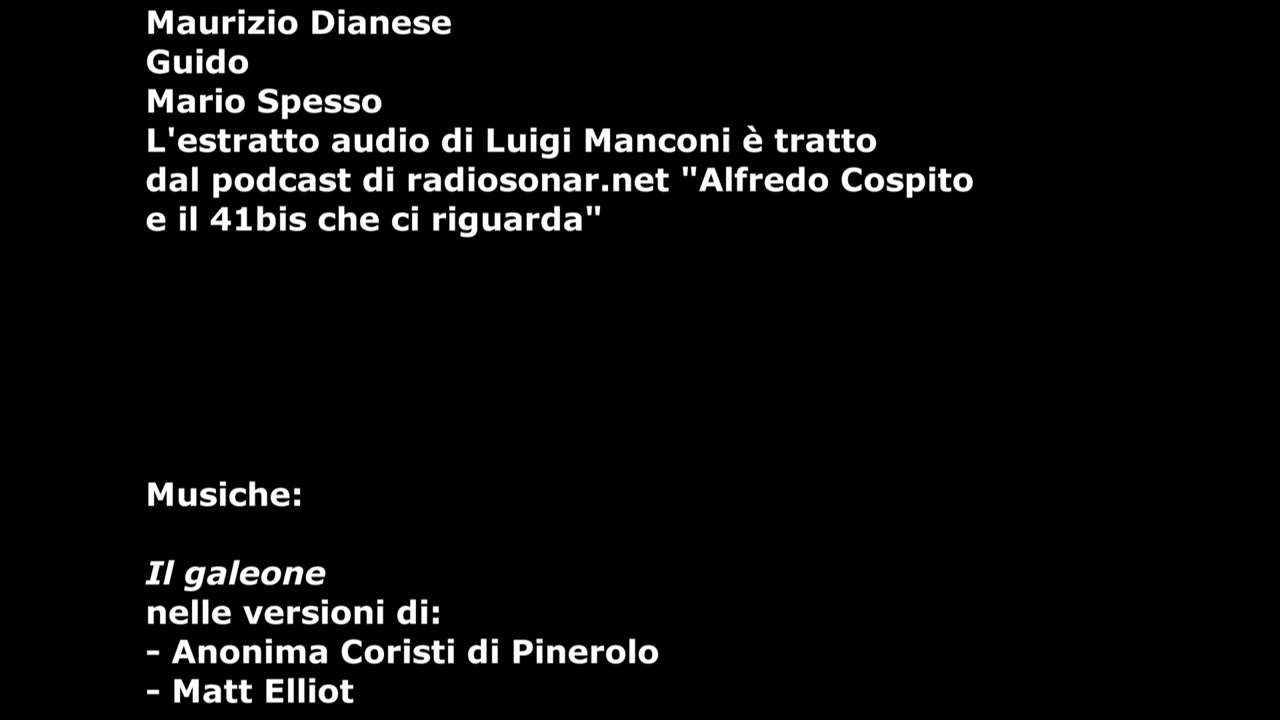 Maurizio Dianese
Guido
Mario Spesso
L'estratto audio di Luigi Manconi è tratto
dal podcast di radiosonar.net "Alfredo Cospito
e il 41bis che ci riguarda"
Musiche:
Il galeone
nelle versioni di:
- Anonima Coristi di Pinerolo
- Matt Elliot